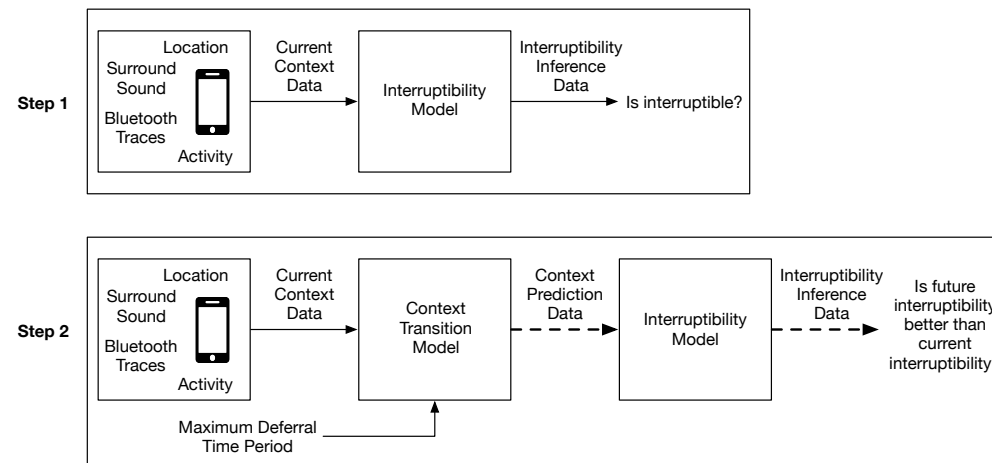 Step 1
Location
Surround
Sound
Bluetooth
Traces
Activity
Current
Context
Data
Interruptibility
Model
Interruptibility
Inference
Data
Is interruptible?
Step 2
Location
Surround
Sound
Bluetooth
Traces
Activity
Current
Context
Data
Maximum Deferral
Time Period
Context
Transition
Model
Context
Prediction
Data
Interruptibility
Model
Interruptibility
Inference
Data
Is future
interruptibility
better than
current
interruptibility